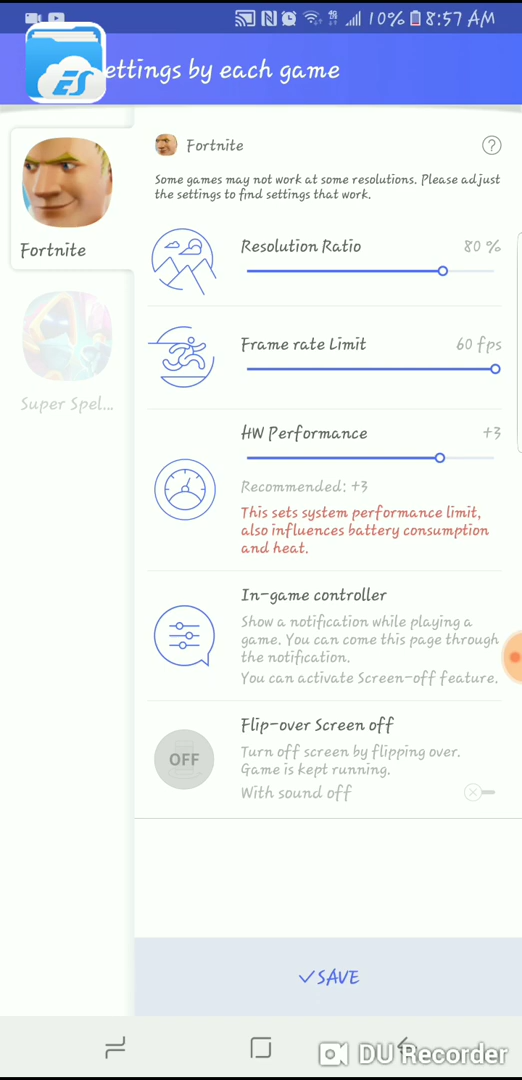 10% 8:57 AM
ES
ettings by each game
Fortnite
Some games may not work at some resolutions. Please adjust
the settings to find settings that work.
Fortnite
Resolution Ratio 80 %
Super Spel...
Frame rate Limit 60 fps
HW Performance +3
Recommended: +3
This sets system performance limit,
also influences battery consumption
and heat.
In-game controller
Show a notification while playing a
game. You can come this page through
the notification.
You can activate Screen-off feature.
Flip-over Screen off
OFF
Turn off screen by flipping over.
Game is kept running.
With sound off
SAVE
DU Recorder